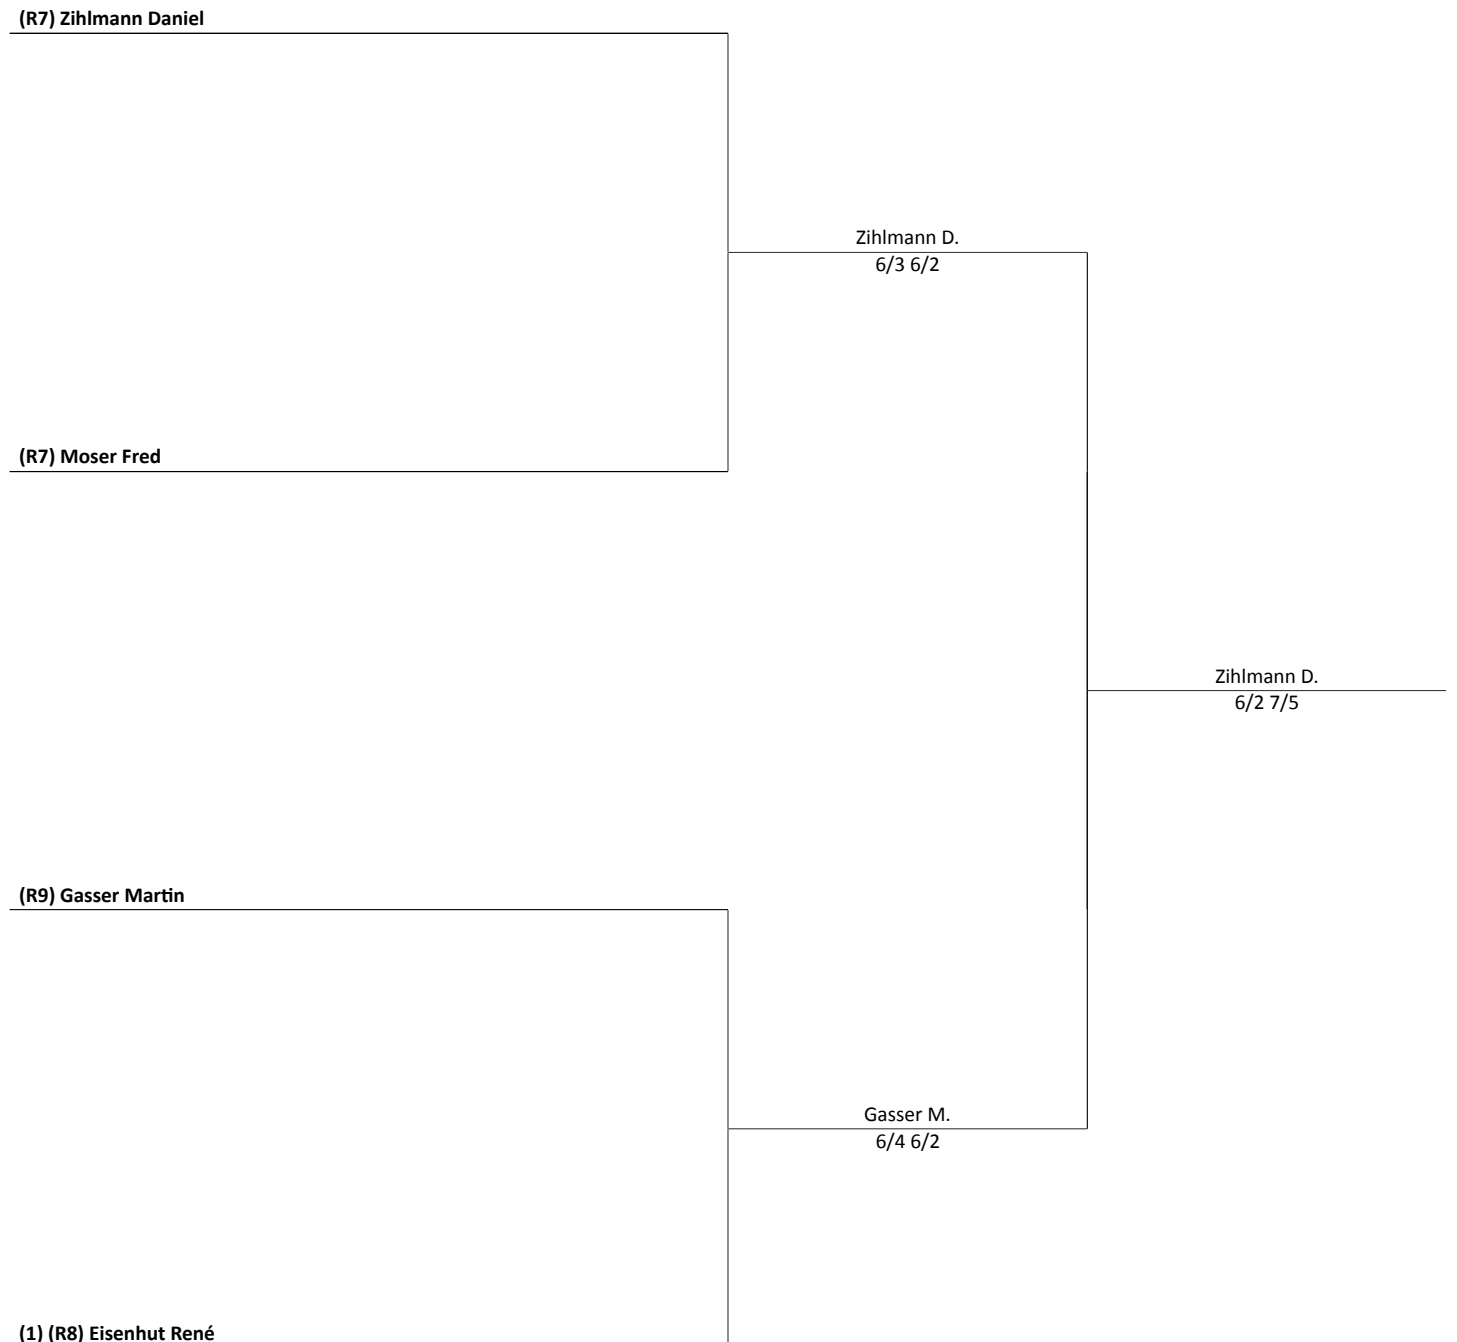 (R7) Zihlmann Daniel
Zihlmann D.
6/3 6/2
(R7) Moser Fred
Zihlmann D.
6/2 7/5
(R9) Gasser Martin
Gasser M.
6/4 6/2
(1) (R8) Eisenhut René